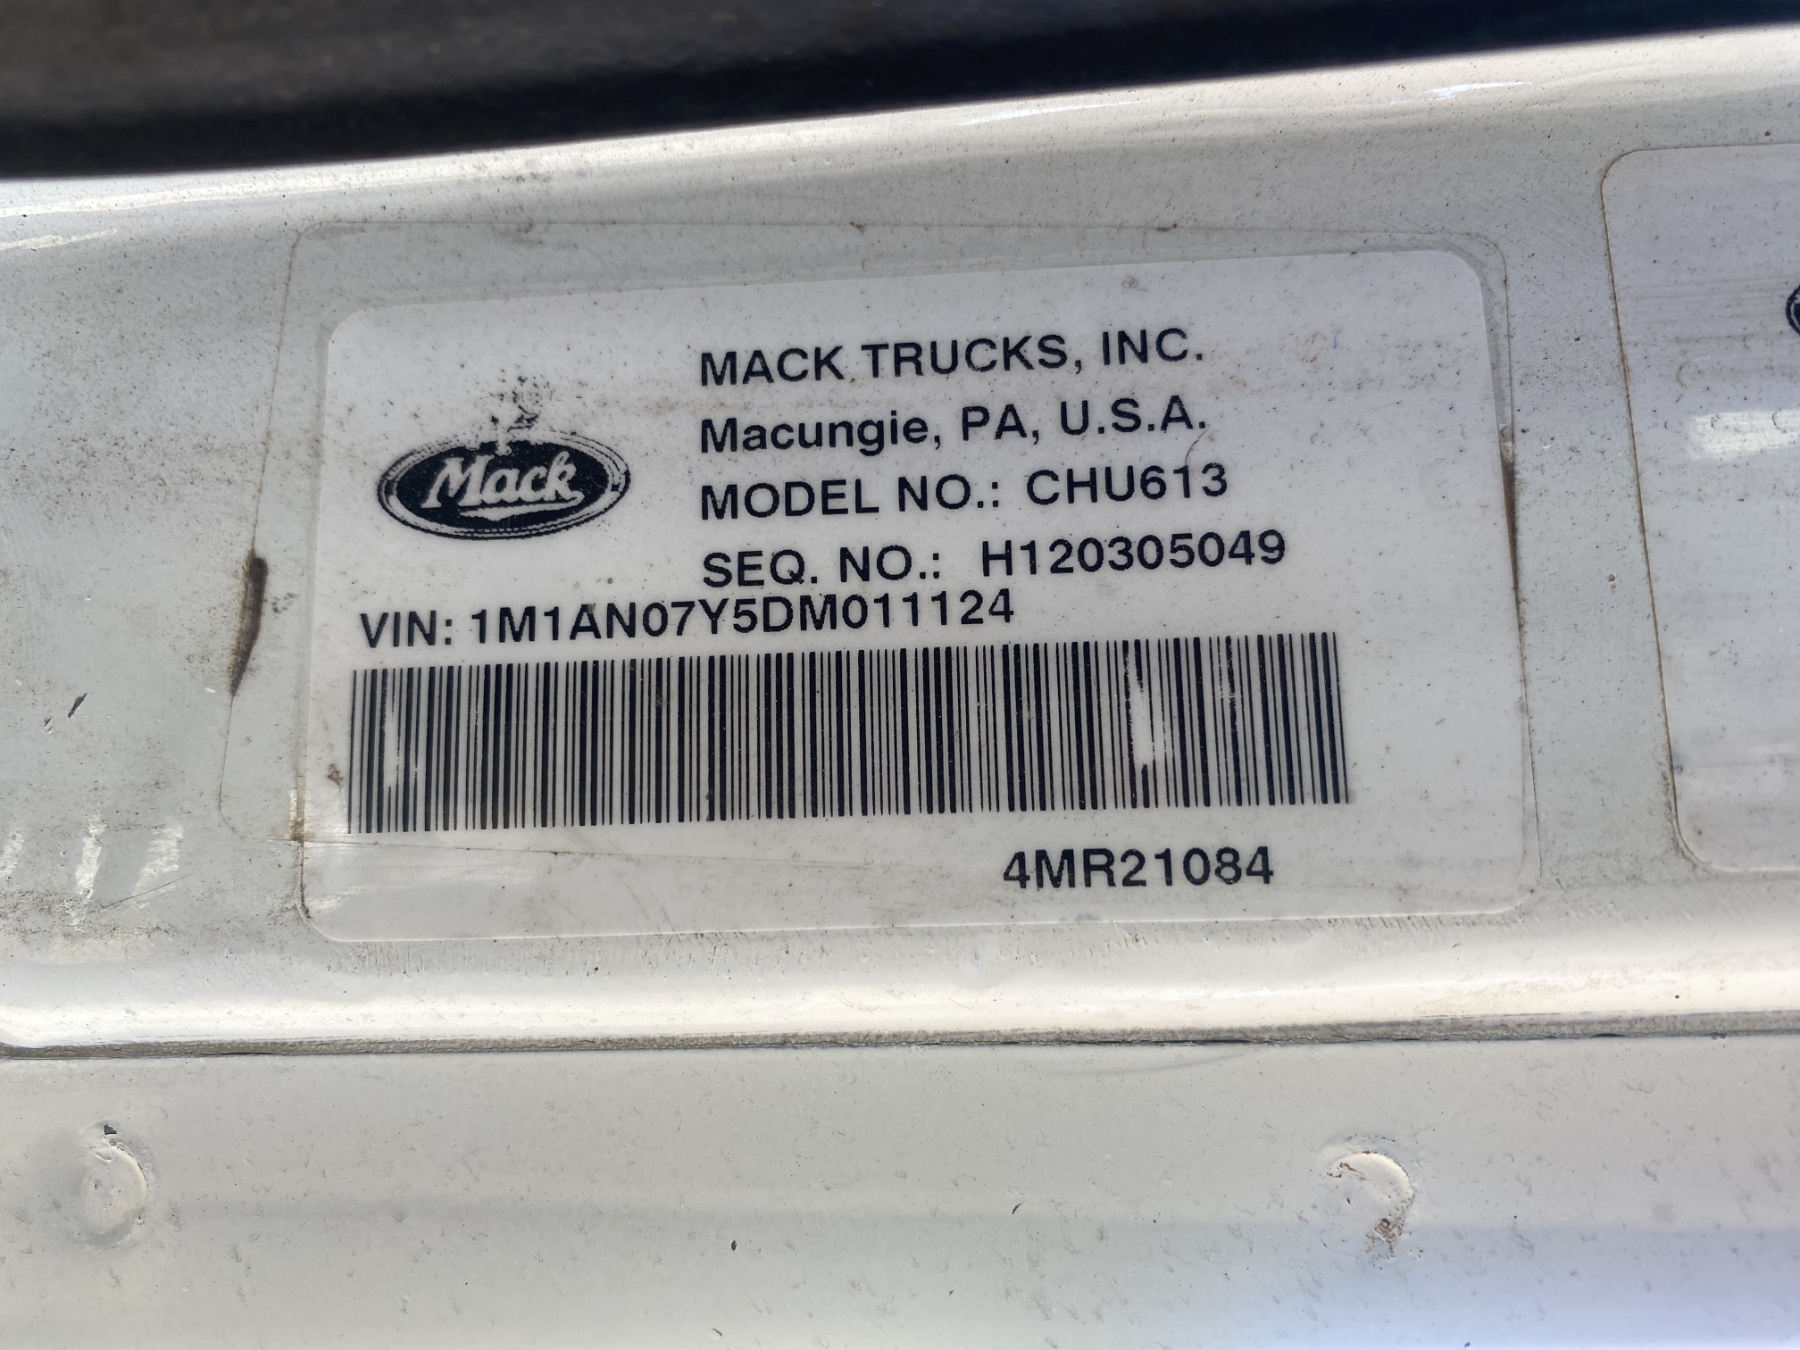 Mack
MACK TRUCKS, INC.
Macungie, PA, U.S.A.
MODEL NO.: CHU613
SEQ. NO.: H120305049
VIN: 1M1AN07Y5DM011124
4MR21084